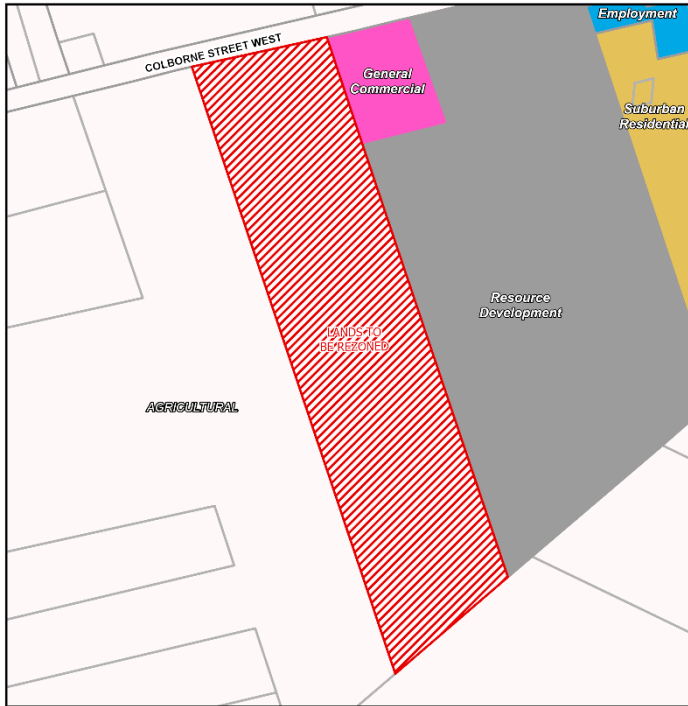 Employment
COLBORNE STREET WEST
General
Commercial
Suburban
Residential
Resource
Development
LANDS TO
BE REZONED
AGRICULTURAL